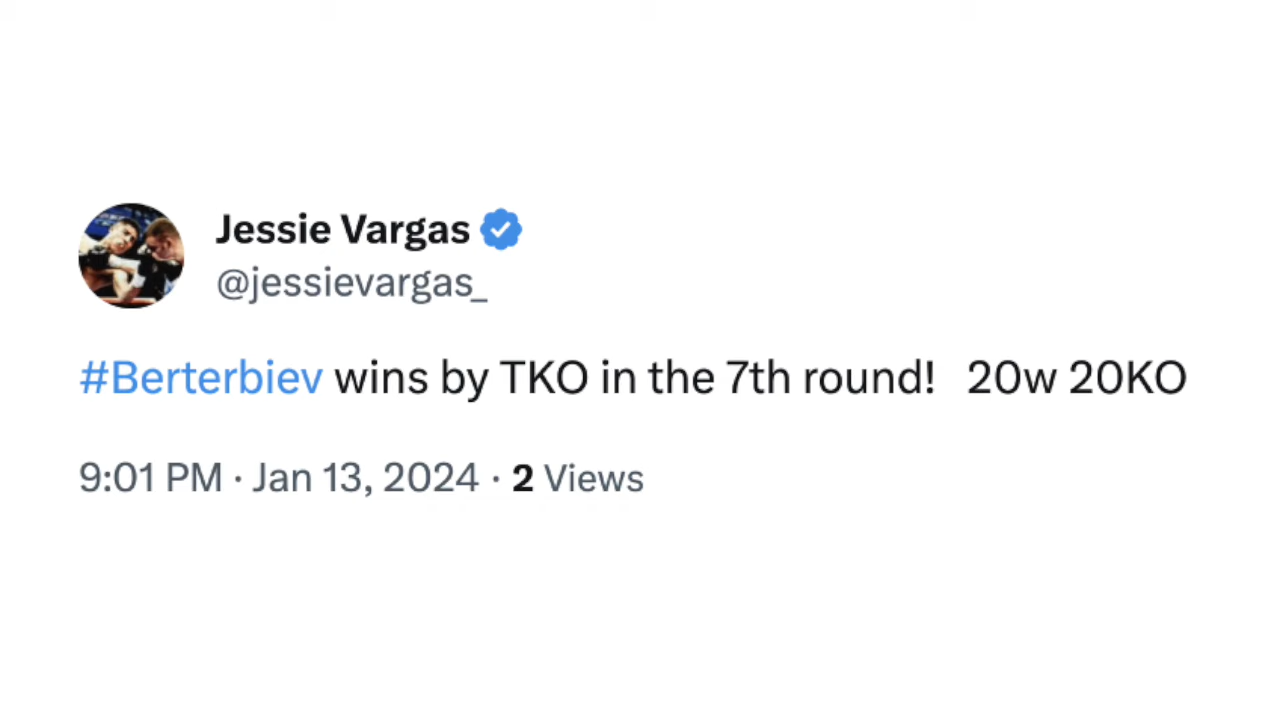 Jessie Vargas
@jessievargas_
#Berterbiev wins by TKO in the 7th round!   20w 20KO
9:01 PM · Jan 13, 2024 · 2 Views